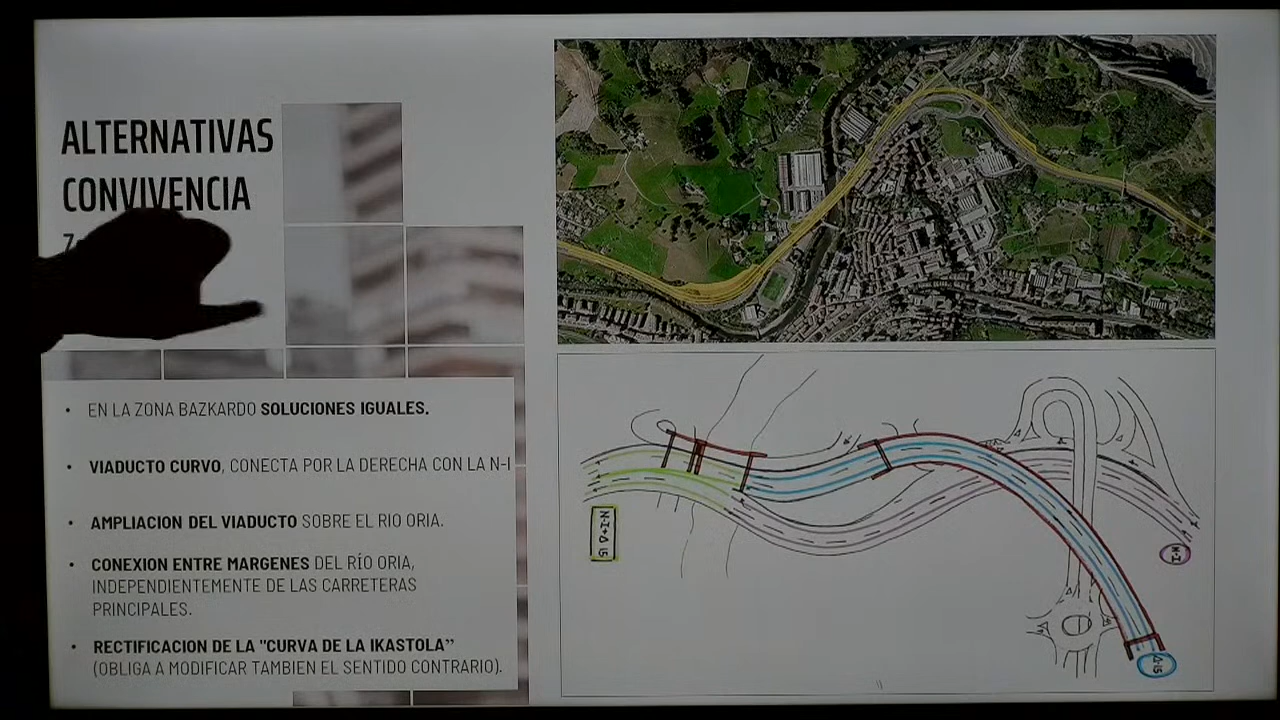 ALTERNATIVAS
CONVIVENCIA
• EN LA ZONA BAZKARDO SOLUCIONES IGUALES.
• VIADUCTO CURVO, CONECTA POR LA DERECHA CON LA N-I
• AMPLIACION DEL VIADUCTO SOBRE EL RIO ORIA.
• CONEXION ENTRE MARGENES DEL RÍO ORIA,
INDEPENDIENTEMENTE DE LAS CARRETERAS
PRINCIPALES.
• RECTIFICACION DE LA "CURVA DE LA IKASTOLA”
(OBLIGA A MODIFICAR TAMBIEN EL SENTIDO CONTRARIO).
N-I + A 15
N-I
A-15